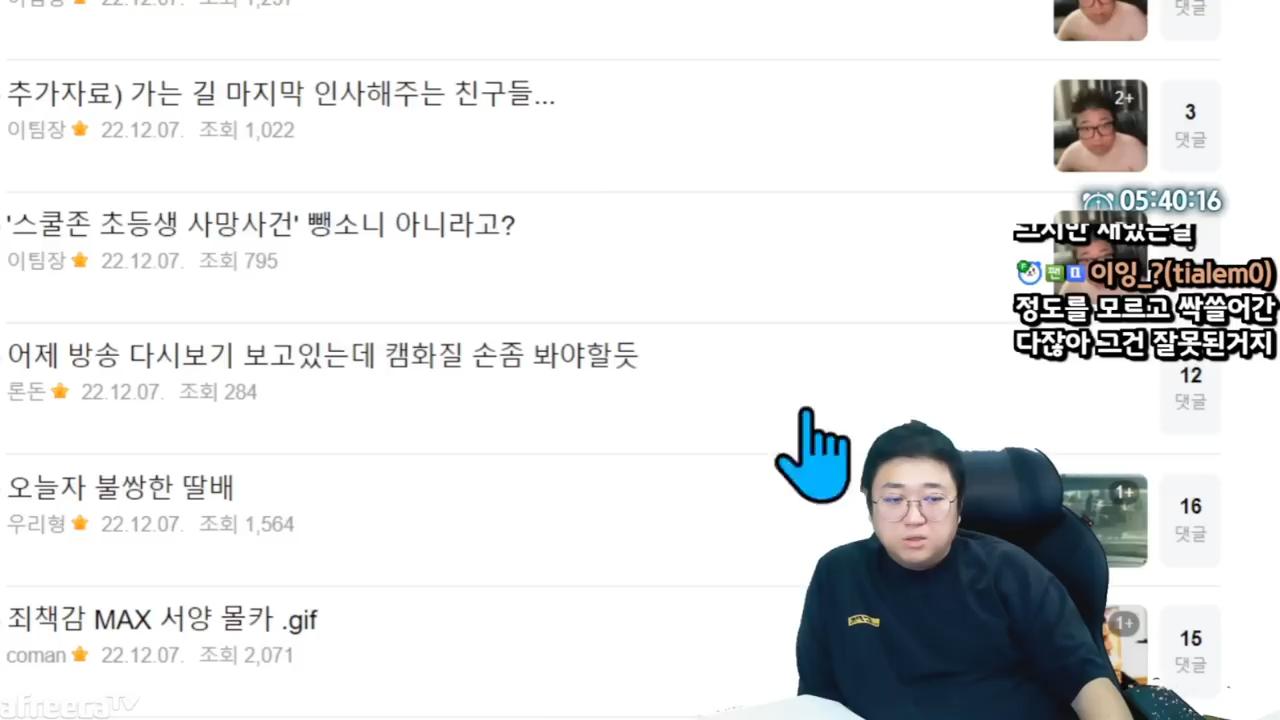 추가자료) 가는 길 마지막 인사해주는 친구들...
이팀장 22.12.07. 조회 1,022
2+
3
댓글
05:40:16
'스쿨존 초등생 사망사건' 뺑소니 아니라고?
이팀장 22.12.07. 조회 795
이잉_?(tialem0)
정도를 모르고 싹쓸어간
다잖아 그건 잘못된거지
어제 방송 다시보기 보고있는데 캠화질 손좀 봐야할듯
론돈 22.12.07. 조회 284
12
댓글
오늘자 불쌍한 딸배
우리형 22.12.07. 조회 1,564
1+
16
댓글
죄책감 MAX 서양 몰카 .gif
coman 22.12.07. 조회 2,071
1+
15
댓글
afreecaTV